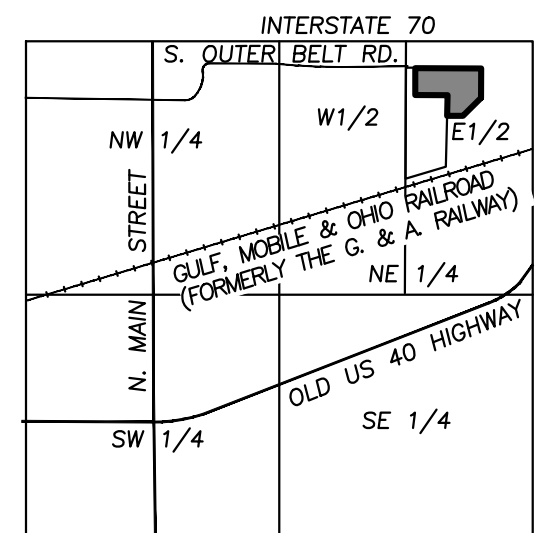 INTERSTATE 70
S. OUTER BELT RD.
W1/2
E1/2
NW 1/4
N. MAIN STREET
GULF, MOBILE & OHIO RAILROAD
(FORMERLY THE G. & A. RAILWAY)
NE 1/4
OLD US 40 HIGHWAY
SW 1/4
SE 1/4